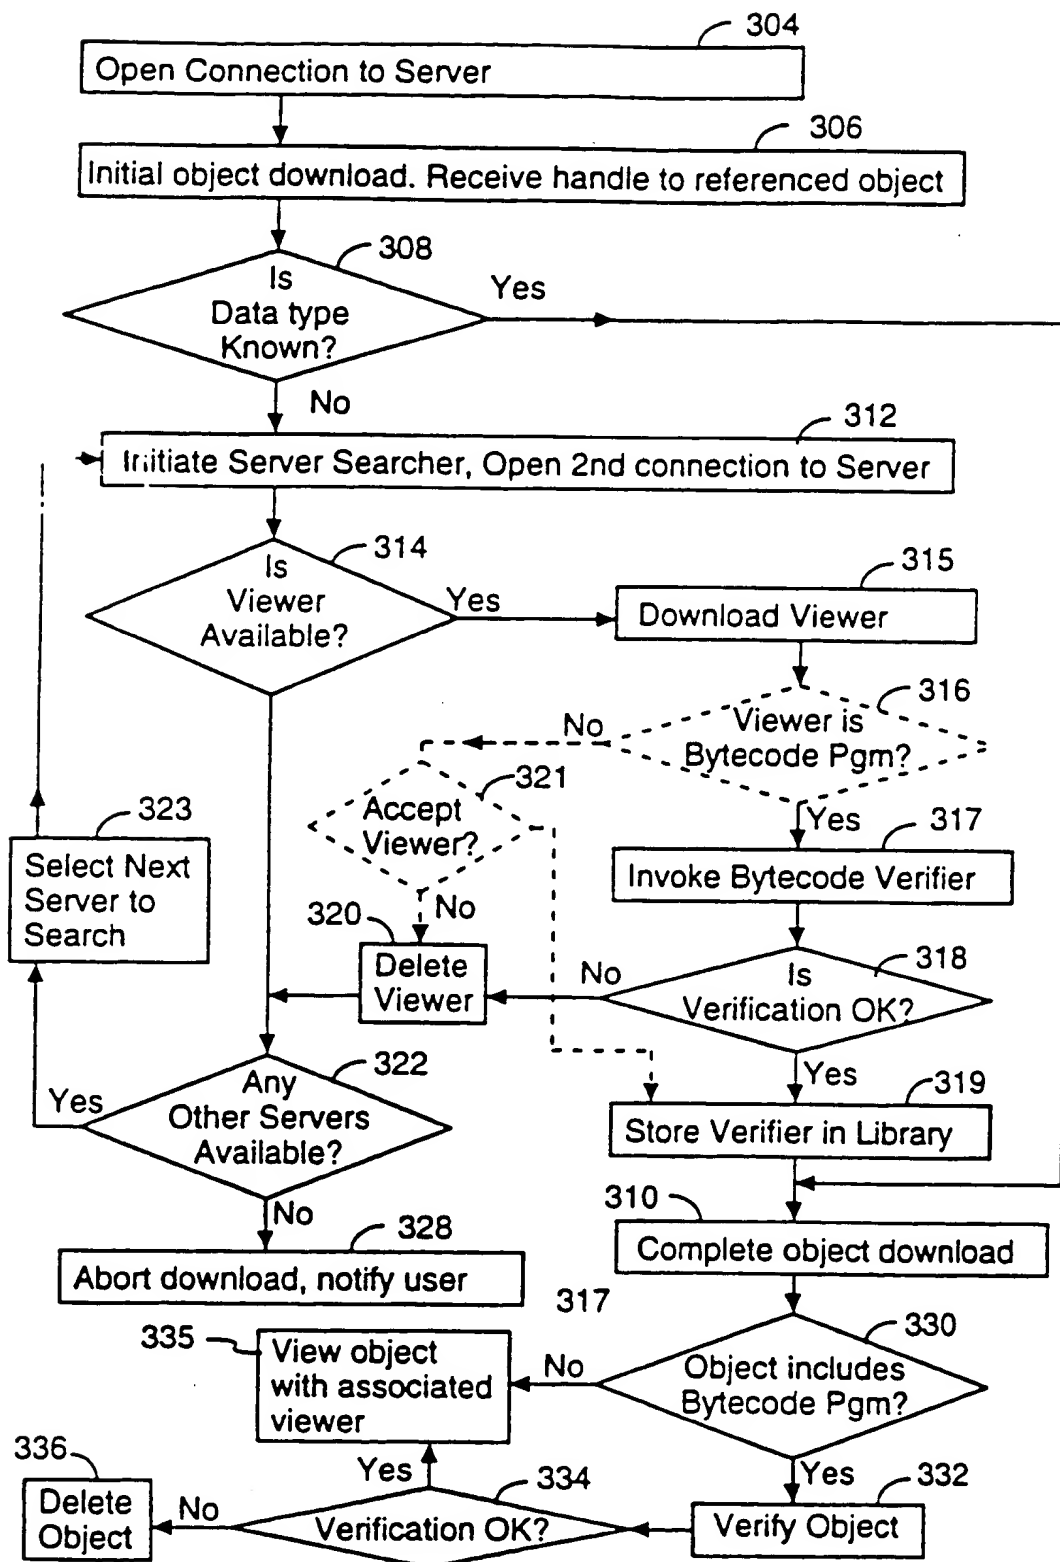 304
Open Connection to Server
306
Initial object download. Receive handle to referenced object
308
Is
Data type
Known?
Yes
No
312
Initiate Server Searcher, Open 2nd connection to Server
314
Is
Viewer
Available?
Yes
315
Download Viewer
316
Viewer is
Bytecode Pgm?
No
Yes
321
Accept
Viewer?
No
323
Select Next
Server to
Search
317
Invoke Bytecode Verifier
320
Delete
Viewer
318
Is
Verification OK?
No
Yes
322
Any
Other Servers
Available?
Yes
No
319
Store Verifier in Library
310
Complete object download
328
Abort download, notify user
317
330
Object includes
Bytecode Pgm?
No
Yes
335
View object
with associated
viewer
332
Verify Object
334
Verification OK?
Yes
No
336
Delete
Object